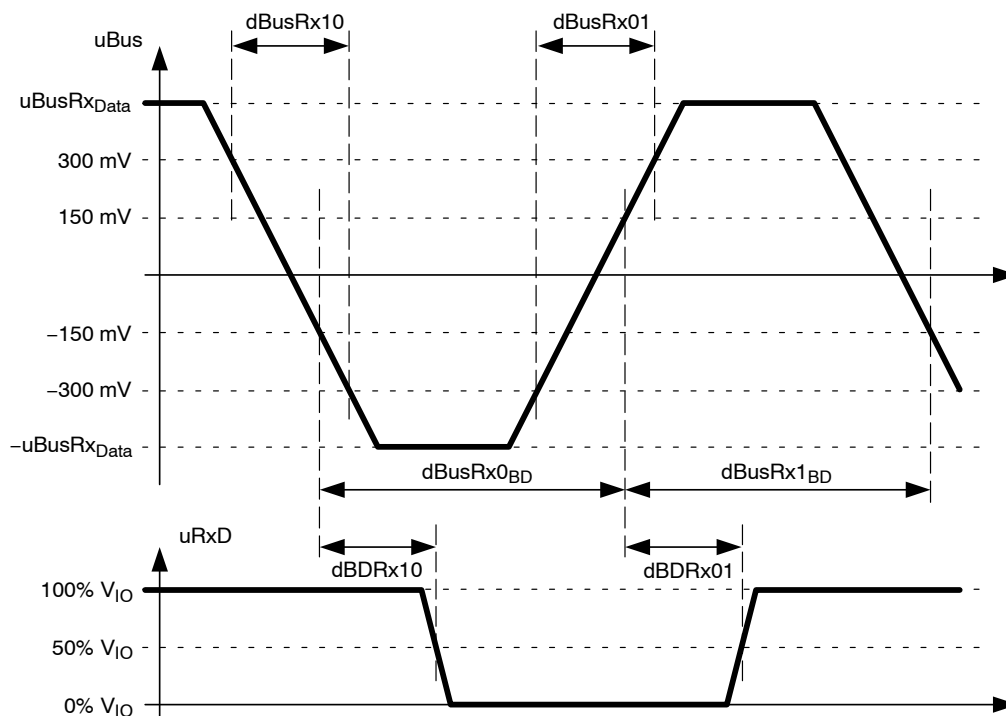 dBusRx10
dBusRx01
uBus
uBusRxData
300 mV
150 mV
−150 mV
−300 mV
−uBusRxData
dBusRx0BD
dBusRx1BD
uRxD
dBDRx10
dBDRx01
100% VIO
50% VIO
0% VIO